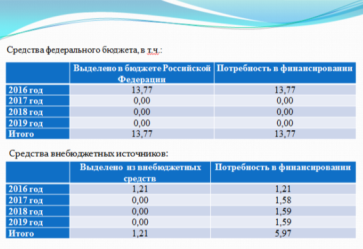 Средства федерального бюджета, в т.ч.:
Выделено в бюджете Российской Федерации Потребность в финансировании
2016 год 13,77 13,77
2017 год 0,00 0,00
2018 год 0,00 0,00
2019 год 0,00 0,00
Итого 13,77 13,77
Средства внебюджетных источников:
Выделено из внебюджетных средств Потребность в финансировании
2016 год 1,21 1,21
2017 год 0,00 1,58
2018 год 0,00 1,59
2019 год 0,00 1,59
Итого 1,21 5,97